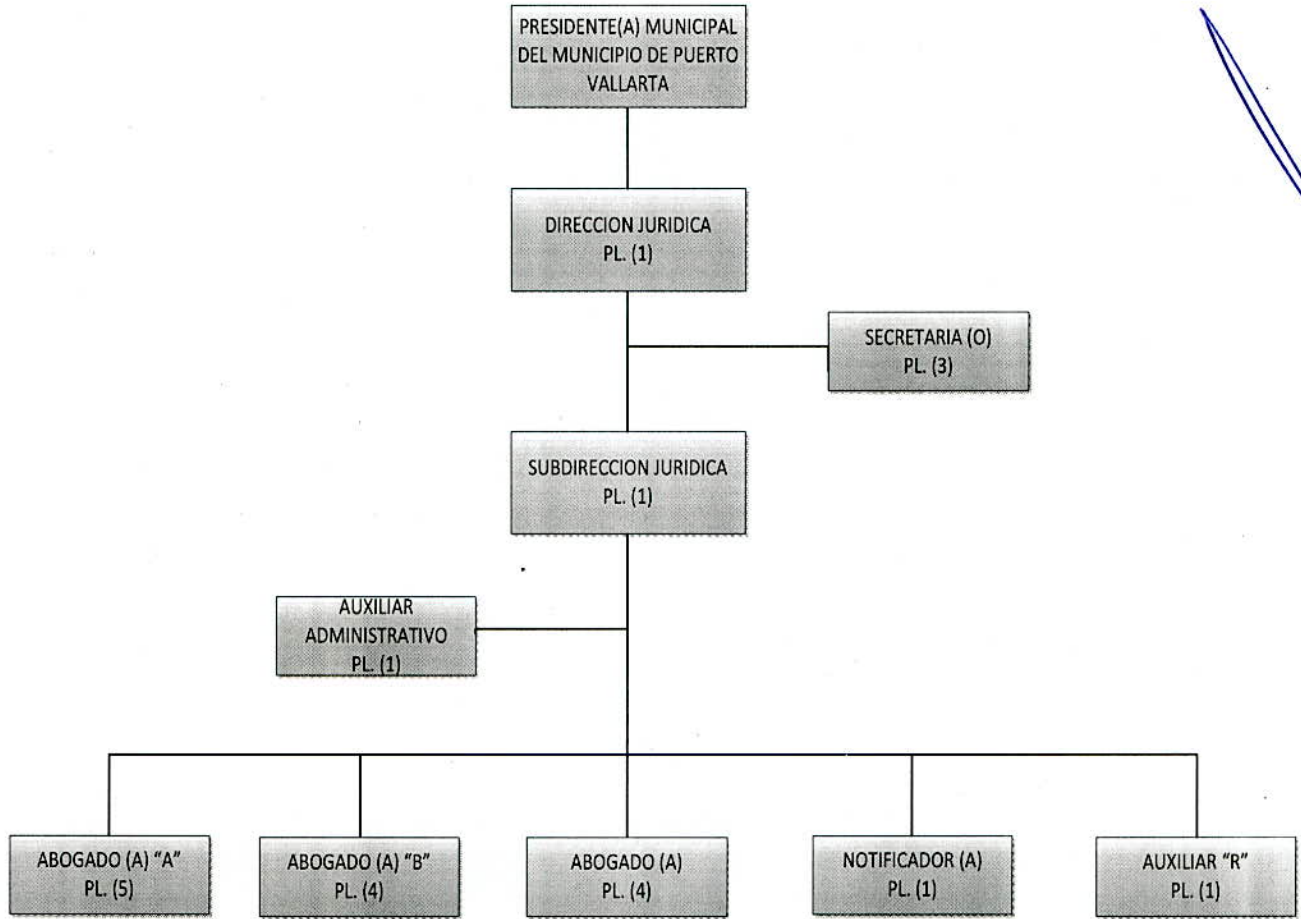 PRESIDENTE(A) MUNICIPAL
DEL MUNICIPIO DE PUERTO
VALLARTA
DIRECCION JURIDICA
PL. (1)
SECRETARIA (O)
PL. (3)
SUBDIRECCION JURIDICA
PL. (1)
AUXILIAR
ADMINISTRATIVO
PL. (1)
ABOGADO (A) “A”
PL. (5)
ABOGADO (A) “B”
PL. (4)
ABOGADO (A)
PL. (4)
NOTIFICADOR (A)
PL. (1)
AUXILIAR “R”
PL. (1)